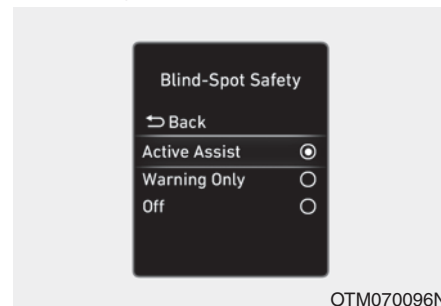 Blind-Spot Safety
Back
Active Assist
Warning Only
Off
OTM070096N